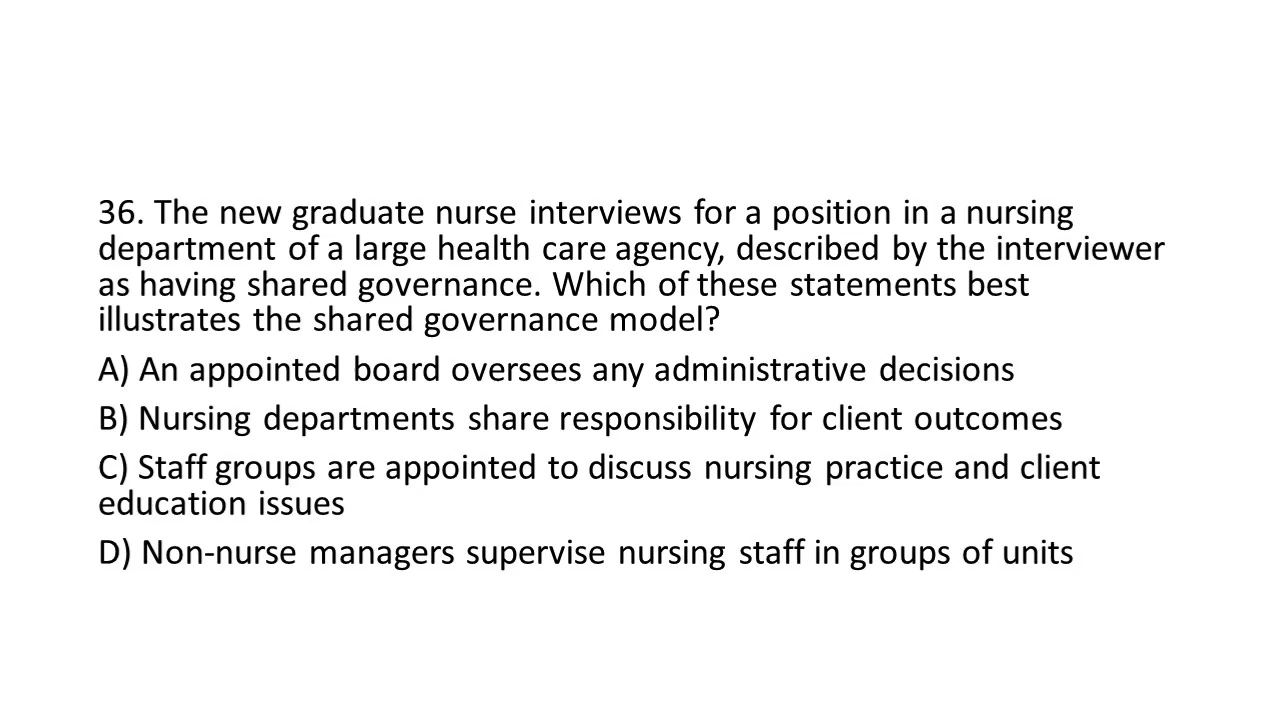 36. The new graduate nurse interviews for a position in a nursing
department of a large health care agency, described by the interviewer
as having shared governance. Which of these statements best
illustrates the shared governance model?
A) An appointed board oversees any administrative decisions
B) Nursing departments share responsibility for client outcomes
C) Staff groups are appointed to discuss nursing practice and client
education issues
D) Non-nurse managers supervise nursing staff in groups of units